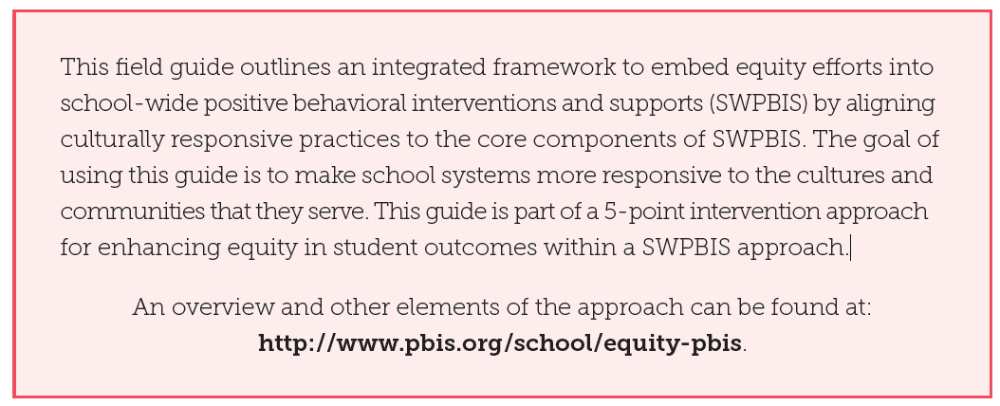 This field guide outlines an integrated framework to embed equity efforts into
school-wide positive behavioral interventions and supports (SWPBIS) by aligning
culturally responsive practices to the core components of SWPBIS. The goal of
using this guide is to make school systems more responsive to the cultures and
communities that they serve. This guide is part of a 5-point intervention approach
for enhancing equity in student outcomes within a SWPBIS approach.
An overview and other elements of the approach can be found at:
http://www.pbis.org/school/equity-pbis.